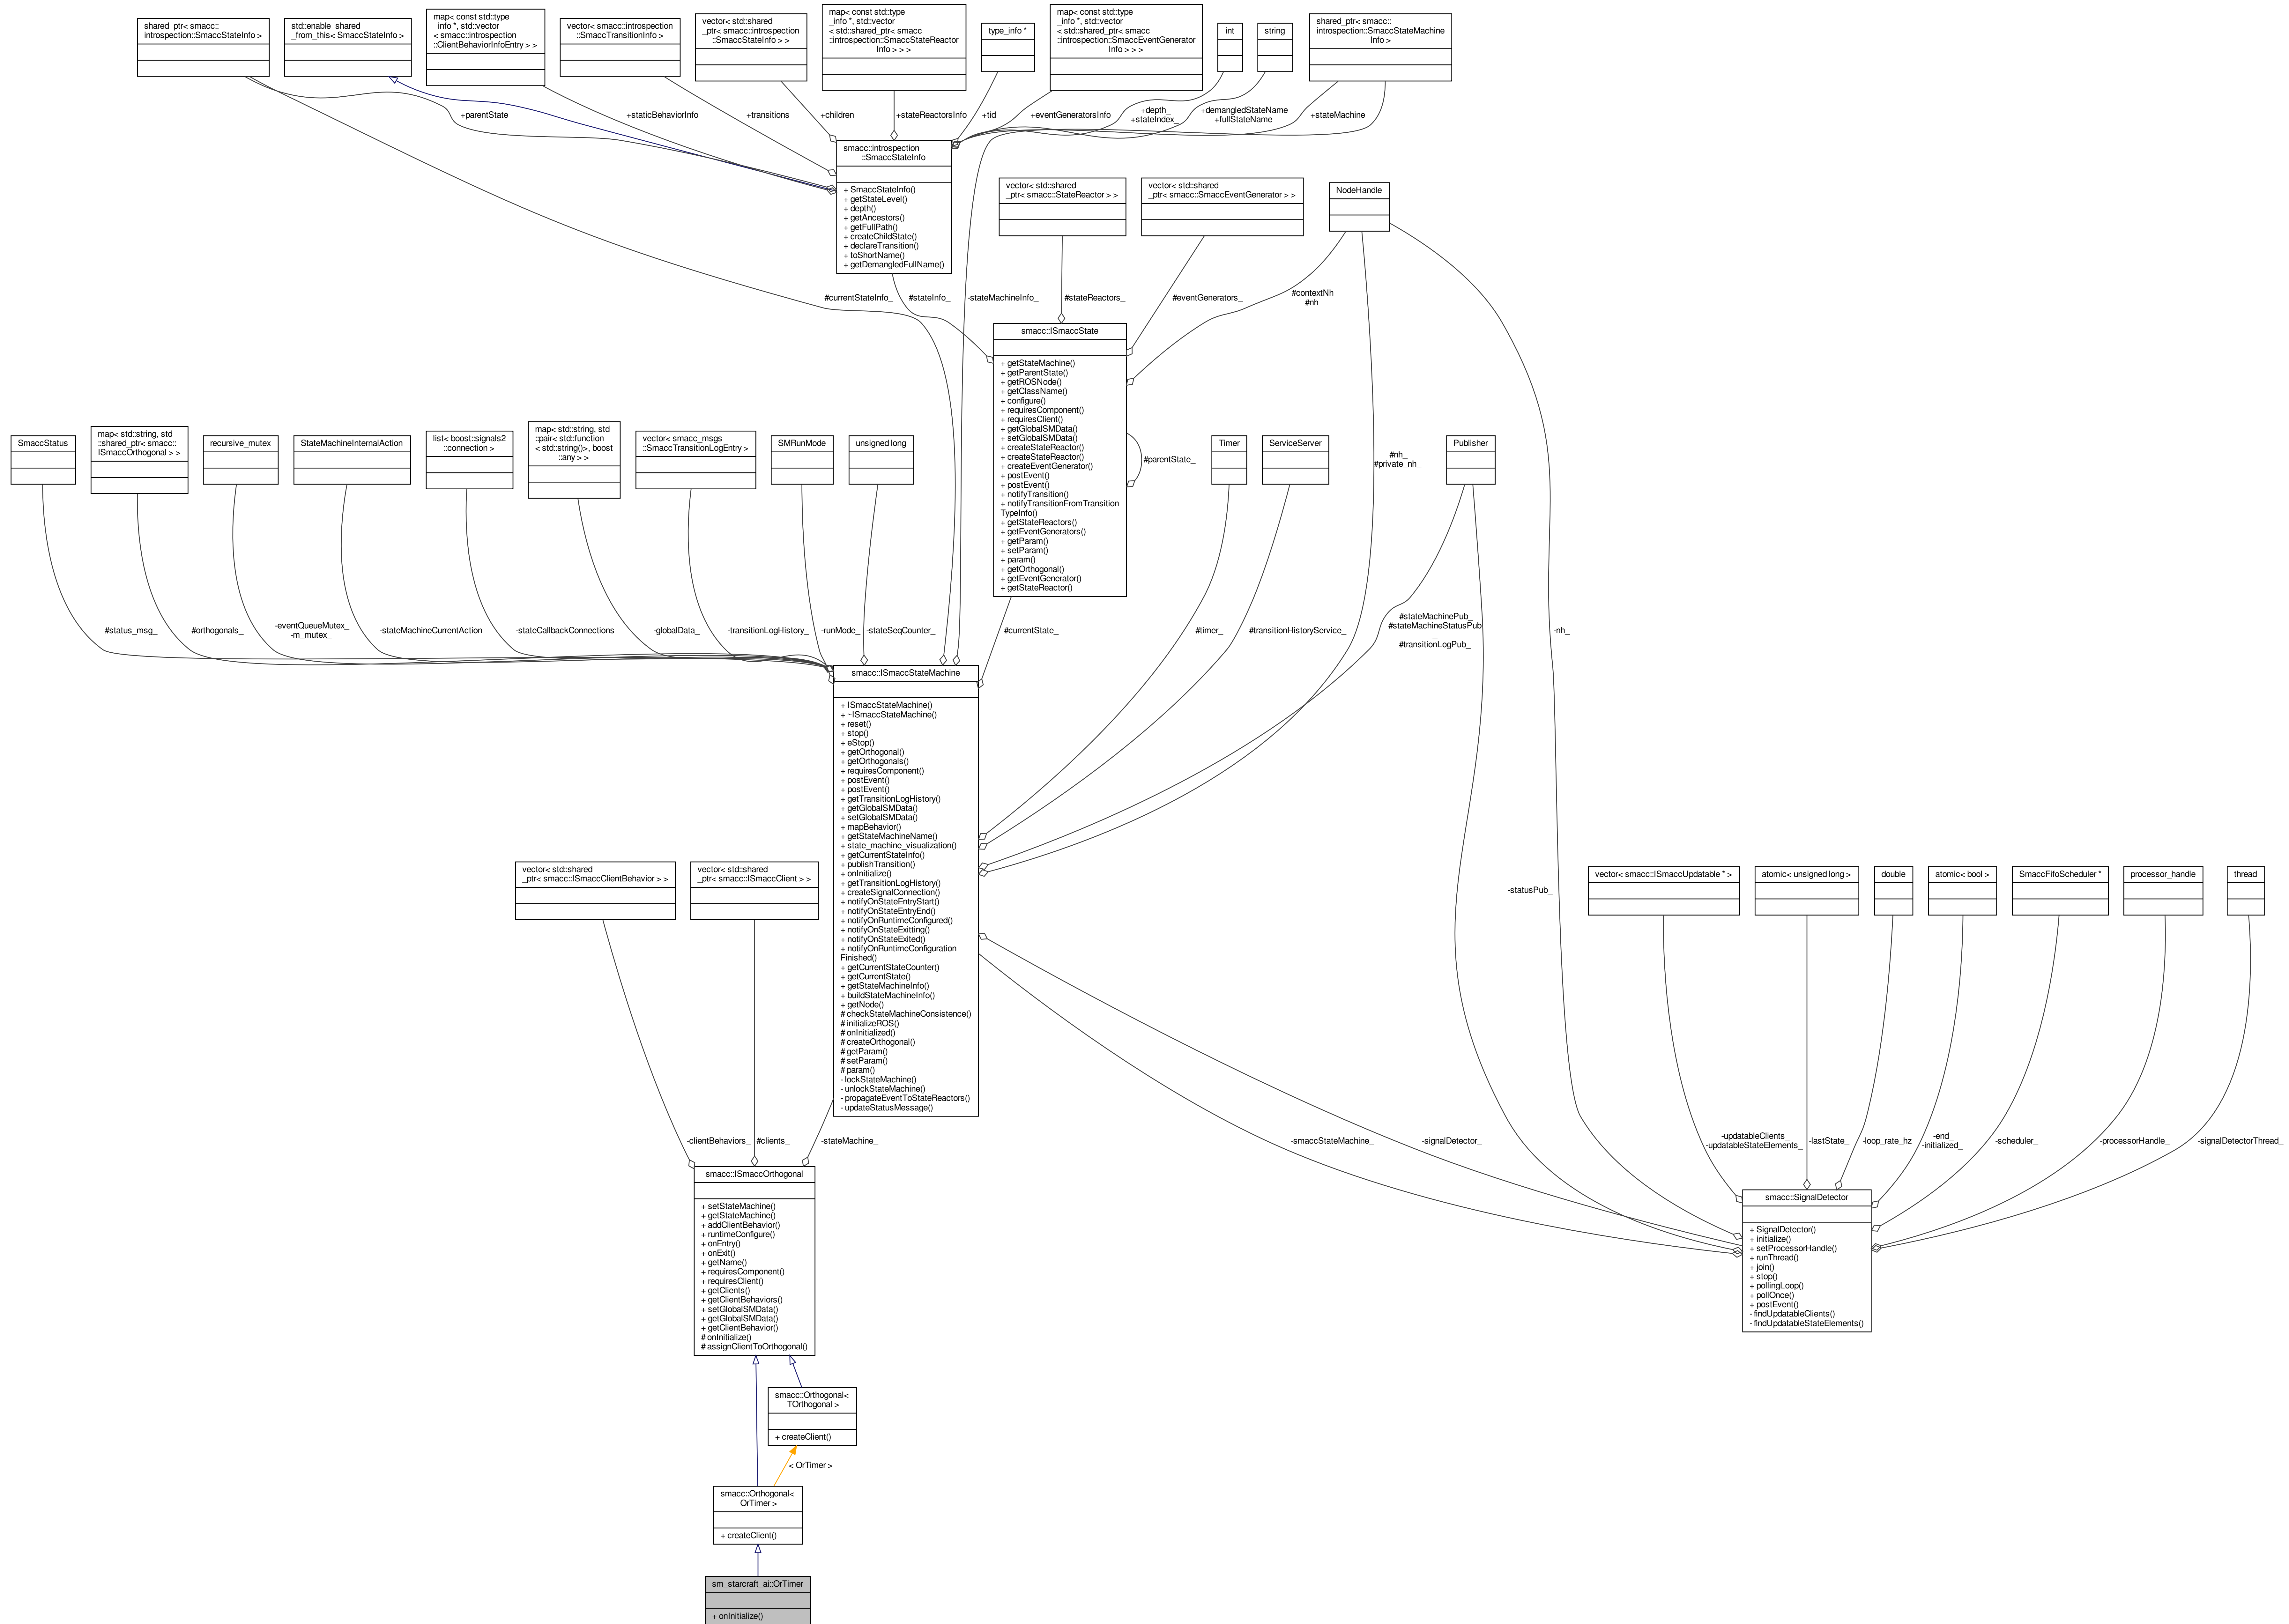 shared_ptr< smacc::
introspection::SmaccStateInfo >
std::enable_shared
_from_this< SmaccStateInfo >
map< const std::type
_info *, std::vector
< smacc::introspection
::ClientBehaviorInfoEntry > >
vector< smacc::introspection
::SmaccTransitionInfo >
vector< std::shared
_ptr< smacc::introspection
::SmaccStateInfo > >
map< const std::type
_info *, std::vector
< std::shared_ptr< smacc
::introspection::SmaccStateReactor
Info > > >
type_info *
map< const std::type
_info *, std::vector
< std::shared_ptr< smacc
::introspection::SmaccEventGenerator
Info > > >
int
string
shared_ptr< smacc::
introspection::SmaccStateMachine
Info >
+parentState_
+staticBehaviorInfo
+transitions_
+children_
+stateReactorsInfo
+tid_
+eventGeneratorsInfo
+depth_
+stateIndex_
+demangledStateName
+fullStateName
+stateMachine_
smacc::introspection
::SmaccStateInfo
+ SmaccStateInfo()
+ getStateLevel()
+ depth()
+ getAncestors()
+ getFullPath()
+ createChildState()
+ declareTransition()
+ toShortName()
+ getDemangledFullName()
vector< std::shared
_ptr< smacc::StateReactor > >
vector< std::shared
_ptr< smacc::SmaccEventGenerator > >
NodeHandle
#currentStateInfo_
#stateInfo_
-stateMachineInfo_
#stateReactors_
#eventGenerators_
#contextNh
#nh
smacc::ISmaccState
+ getStateMachine()
+ getParentState()
+ getROSNode()
+ getClassName()
+ configure()
+ requiresComponent()
+ requiresClient()
+ getGlobalSMData()
+ setGlobalSMData()
+ createStateReactor()
+ createStateReactor()
+ createEventGenerator()
+ postEvent()
+ postEvent()
+ notifyTransition()
+ notifyTransitionFromTransition
TypeInfo()
+ getStateReactors()
+ getEventGenerators()
+ getParam()
+ setParam()
+ param()
+ getOrthogonal()
+ getEventGenerator()
+ getStateReactor()
#parentState_
SmaccStatus
map< std::string, std
::shared_ptr< smacc::
ISmaccOrthogonal > >
recursive_mutex
StateMachineInternalAction
list< boost::signals2
::connection >
map< std::string, std
::pair< std::function
< std::string()>, boost
::any > >
vector< smacc_msgs
::SmaccTransitionLogEntry >
SMRunMode
unsigned long
Timer
ServiceServer
Publisher
#nh_
#private_nh_
#status_msg_
#orthogonals_
-eventQueueMutex_
-m_mutex_
-stateMachineCurrentAction
-stateCallbackConnections
-globalData_
-transitionLogHistory_
-runMode_
-stateSeqCounter_
#currentState_
#timer_
#transitionHistoryService_
#stateMachinePub_
#stateMachineStatusPub
_
#transitionLogPub_
-nh_
smacc::ISmaccStateMachine
+ ISmaccStateMachine()
+ ~ISmaccStateMachine()
+ reset()
+ stop()
+ eStop()
+ getOrthogonal()
+ getOrthogonals()
+ requiresComponent()
+ postEvent()
+ postEvent()
+ getTransitionLogHistory()
+ getGlobalSMData()
+ setGlobalSMData()
+ mapBehavior()
+ getStateMachineName()
+ state_machine_visualization()
+ getCurrentStateInfo()
+ publishTransition()
+ onInitialize()
+ getTransitionLogHistory()
+ createSignalConnection()
+ notifyOnStateEntryStart()
+ notifyOnStateEntryEnd()
+ notifyOnRuntimeConfigured()
+ notifyOnStateExitting()
+ notifyOnStateExited()
+ notifyOnRuntimeConfiguration
Finished()
+ getCurrentStateCounter()
+ getCurrentState()
+ getStateMachineInfo()
+ buildStateMachineInfo()
+ getNode()
# checkStateMachineConsistence()
# initializeROS()
# onInitialized()
# createOrthogonal()
# getParam()
# setParam()
# param()
- lockStateMachine()
- unlockStateMachine()
- propagateEventToStateReactors()
- updateStatusMessage()
vector< std::shared
_ptr< smacc::ISmaccClientBehavior > >
vector< std::shared
_ptr< smacc::ISmaccClient > >
-statusPub_
vector< smacc::ISmaccUpdatable * >
atomic< unsigned long >
double
atomic< bool >
SmaccFifoScheduler *
processor_handle
thread
-clientBehaviors_
#clients_
-stateMachine_
-smaccStateMachine_
-signalDetector_
-updatableClients_
-updatableStateElements_
-lastState_
-loop_rate_hz
-end_
-initialized_
-scheduler_
-processorHandle_
-signalDetectorThread_
smacc::ISmaccOrthogonal
+ setStateMachine()
+ getStateMachine()
+ addClientBehavior()
+ runtimeConfigure()
+ onEntry()
+ onExit()
+ getName()
+ requiresComponent()
+ requiresClient()
+ getClients()
+ getClientBehaviors()
+ setGlobalSMData()
+ getGlobalSMData()
+ getClientBehavior()
# onInitialize()
# assignClientToOrthogonal()
smacc::SignalDetector
+ SignalDetector()
+ initialize()
+ setProcessorHandle()
+ runThread()
+ join()
+ stop()
+ pollingLoop()
+ pollOnce()
+ postEvent()
- findUpdatableClients()
- findUpdatableStateElements()
smacc::Orthogonal<
TOrthogonal >
+ createClient()
< OrTimer >
smacc::Orthogonal<
OrTimer >
+ createClient()
sm_starcraft_ai::OrTimer
+ onInitialize()